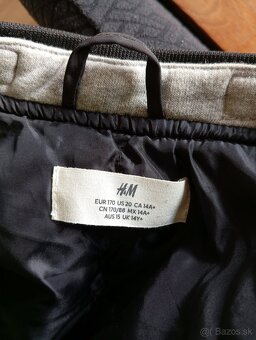 H&M
EUR 170 US 20 CA 14A+
CN 170/88 MX 14A+
AUS 15 UK 14Y+
Bazos.sk